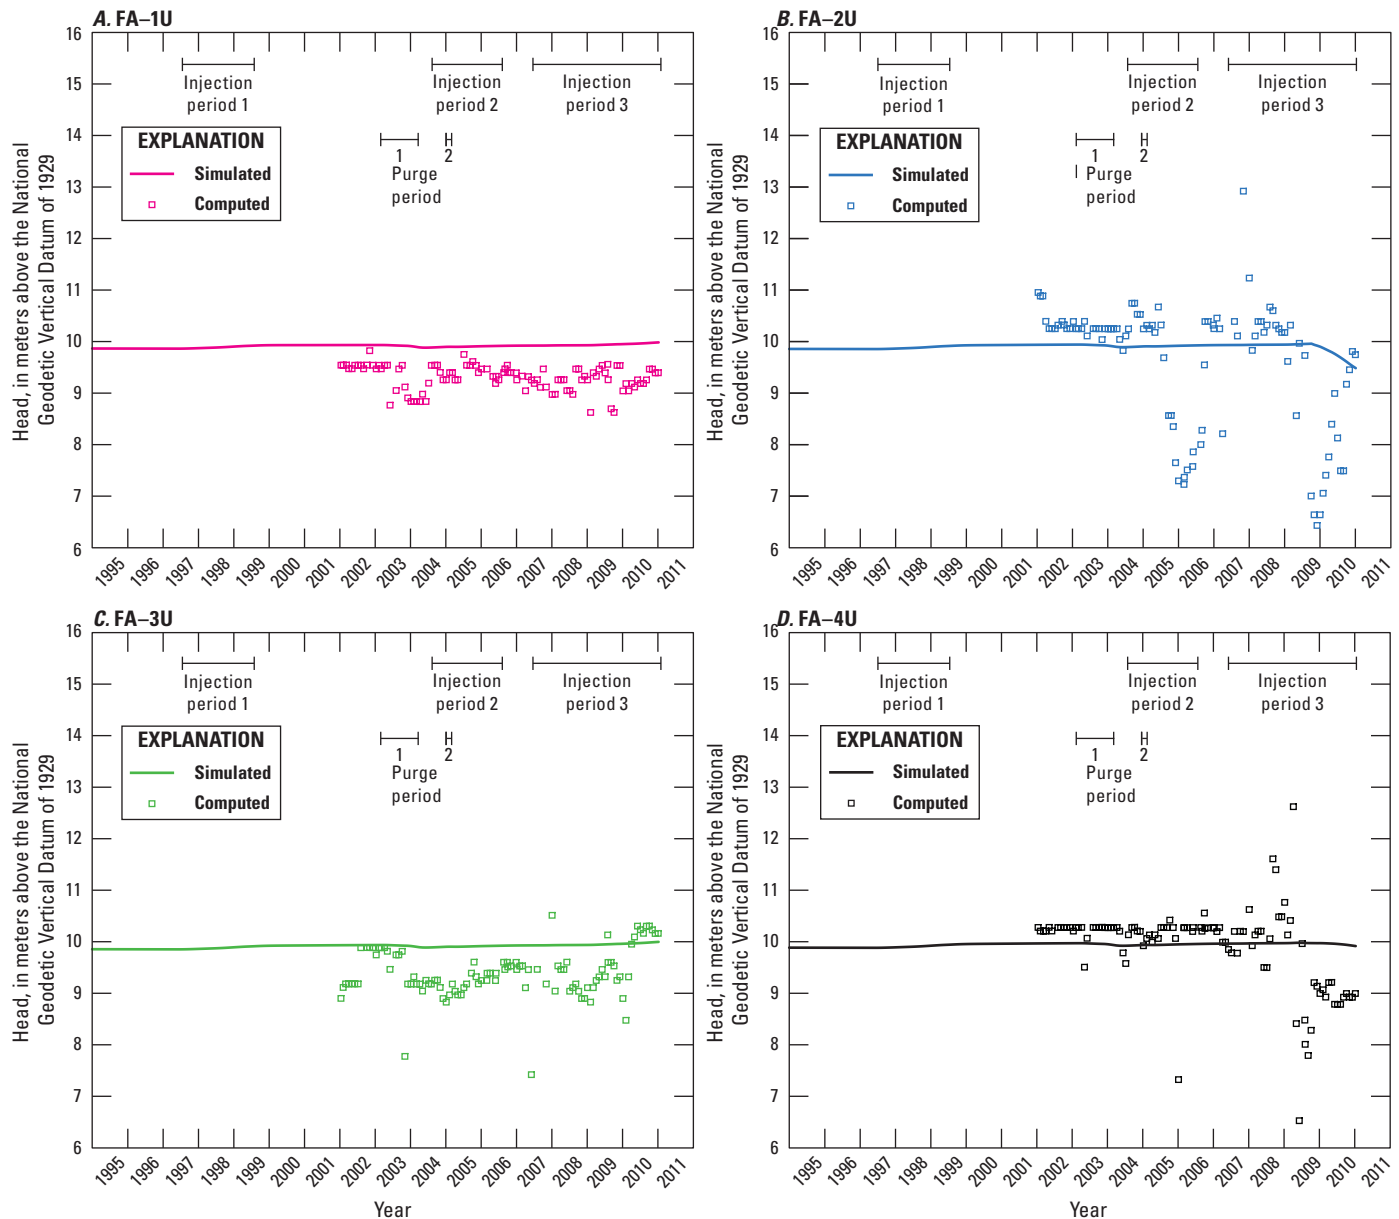 A. FA–1U
Head, in meters above the National
Geodetic Vertical Datum of 1929
16
15
14
13
12
11
10
9
8
7
6
Injection
period 1
Injection
period 2
Injection
period 3
1
2
Purge
period
EXPLANATION
Simulated
Computed
1995
1996
1997
1998
1999
2000
2001
2002
2003
2004
2005
2006
2007
2008
2009
2010
2011
B. FA–2U
Head, in meters above the National
Geodetic Vertical Datum of 1929
16
15
14
13
12
11
10
9
8
7
6
Injection
period 1
Injection
period 2
Injection
period 3
1
2
Purge
period
EXPLANATION
Simulated
Computed
1995
1996
1997
1998
1999
2000
2001
2002
2003
2004
2005
2006
2007
2008
2009
2010
2011
C. FA–3U
Head, in meters above the National
Geodetic Vertical Datum of 1929
16
15
14
13
12
11
10
9
8
7
6
Injection
period 1
Injection
period 2
Injection
period 3
1
2
Purge
period
EXPLANATION
Simulated
Computed
1995
1996
1997
1998
1999
2000
2001
2002
2003
2004
2005
2006
2007
2008
2009
2010
2011
Year
D. FA–4U
Head, in meters above the National
Geodetic Vertical Datum of 1929
16
15
14
13
12
11
10
9
8
7
6
Injection
period 1
Injection
period 2
Injection
period 3
1
2
Purge
period
EXPLANATION
Simulated
Computed
1995
1996
1997
1998
1999
2000
2001
2002
2003
2004
2005
2006
2007
2008
2009
2010
2011
Year